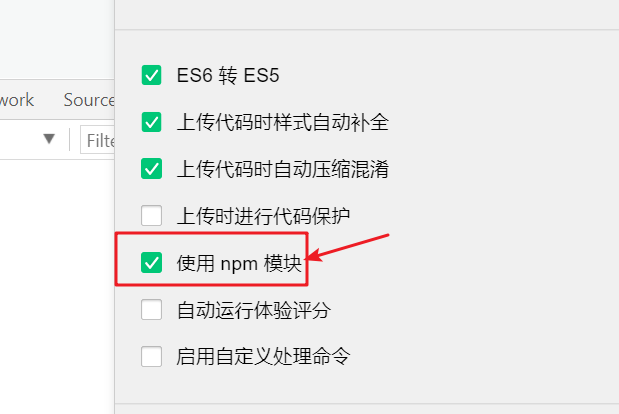 ES6 转 ES5
work Source
上传代码时样式自动补全
Filte
上传代码时自动压缩混淆
上传时进行代码保护
使用 npm 模块
自动运行体验评分
启用自定义处理命令